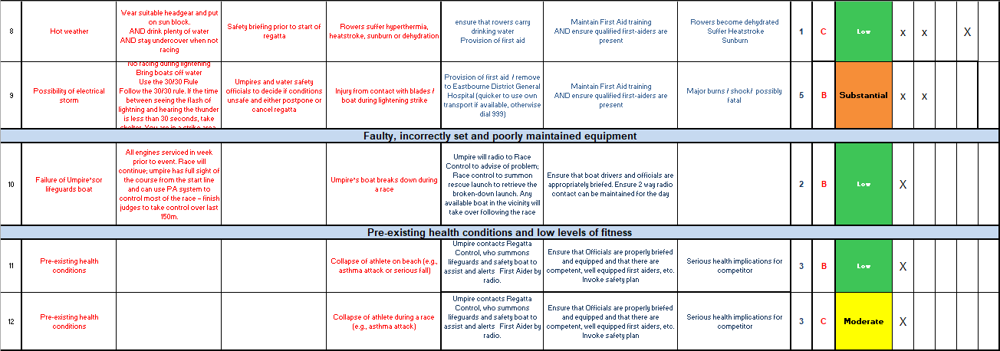 8
Hot weather
Wear suitable headgear and put
on sun block.
AND drink plenty of water
AND stay undercover when not
racing
Safety briefing prior to start of
regatta
Rowers suffer hyperthermia,
heatstroke, sunburn or dehydration
ensure that rowers carry
drinking water
Provision of first aid
Maintain First Aid training
AND ensure qualified first-aiders are
present
Rowers become dehydrated
Suffer Heatstroke
Sunburn
1
C
Low
x
x
X
9
Possibility of electrical
storm
No racing during lightening
Bring boats off water
Use the 30/30 Rule
Follow the 30/30 rule. If the time
between seeing the flash of
lightning and hearing the thunder
is less than 30 seconds, take
shelter. You are in a strike area.
Umpires and water safety
officials to decide if conditions
unsafe and either postpone or
cancel regatta
Injury from contact with blades /
boat during lightening strike
Provision of first aid / remove
to Eastbourne District General
Hospital (quicker to use own
transport if available, otherwise
dial 999)
Maintain First Aid training
AND ensure qualified first-aiders are
present
Major burns / shock/ possibly
fatal
5
B
Substantial
x
x
Faulty, incorrectly set and poorly maintained equipment
10
Failure of Umpire'sor
lifeguards boat
All engines serviced in week
prior to event. Race will
continue; umpire has full sight of
the course from the start line
and can use PA system to
control most of the race – finish
judges to take control over last
150m.
Umpire's boat breaks down during
a race
Umpire will radio to Race
Control to advise of problem;
Race control to summon
rescue launch to retrieve the
broken-down launch. Any
available boat in the vicinity will
take over following the race
Ensure that boat drivers and officials are
appropriately briefed. Ensure 2 way radio
contact can be maintained for the day
2
B
Low
X
Pre-existing health conditions and low levels of fitness
11
Pre-existing health
conditions
Collapse of athlete on beach (e.g.,
asthma attack or serious fall)
Umpire contacts Regatta
Control, who summons
lifeguards and safety boat to
assist and alerts First Aider by
radio.
Ensure that Officials are properly briefed
and equipped and that there are
competent, well equipped first aiders, etc.
Invoke safety plan
Serious health implications for
competitor
3
B
Low
X
12
Pre-existing health
conditions
Collapse of athlete during a race
(e.g., asthma attack)
Umpire contacts Regatta
Control, who summons
lifeguards and safety boat to
assist and alerts First Aider by
radio.
Ensure that Officials are properly briefed
and equipped and that there are
competent, well equipped first aiders, etc.
Invoke safety plan
Serious health implications for
competitor
3
C
Moderate
X